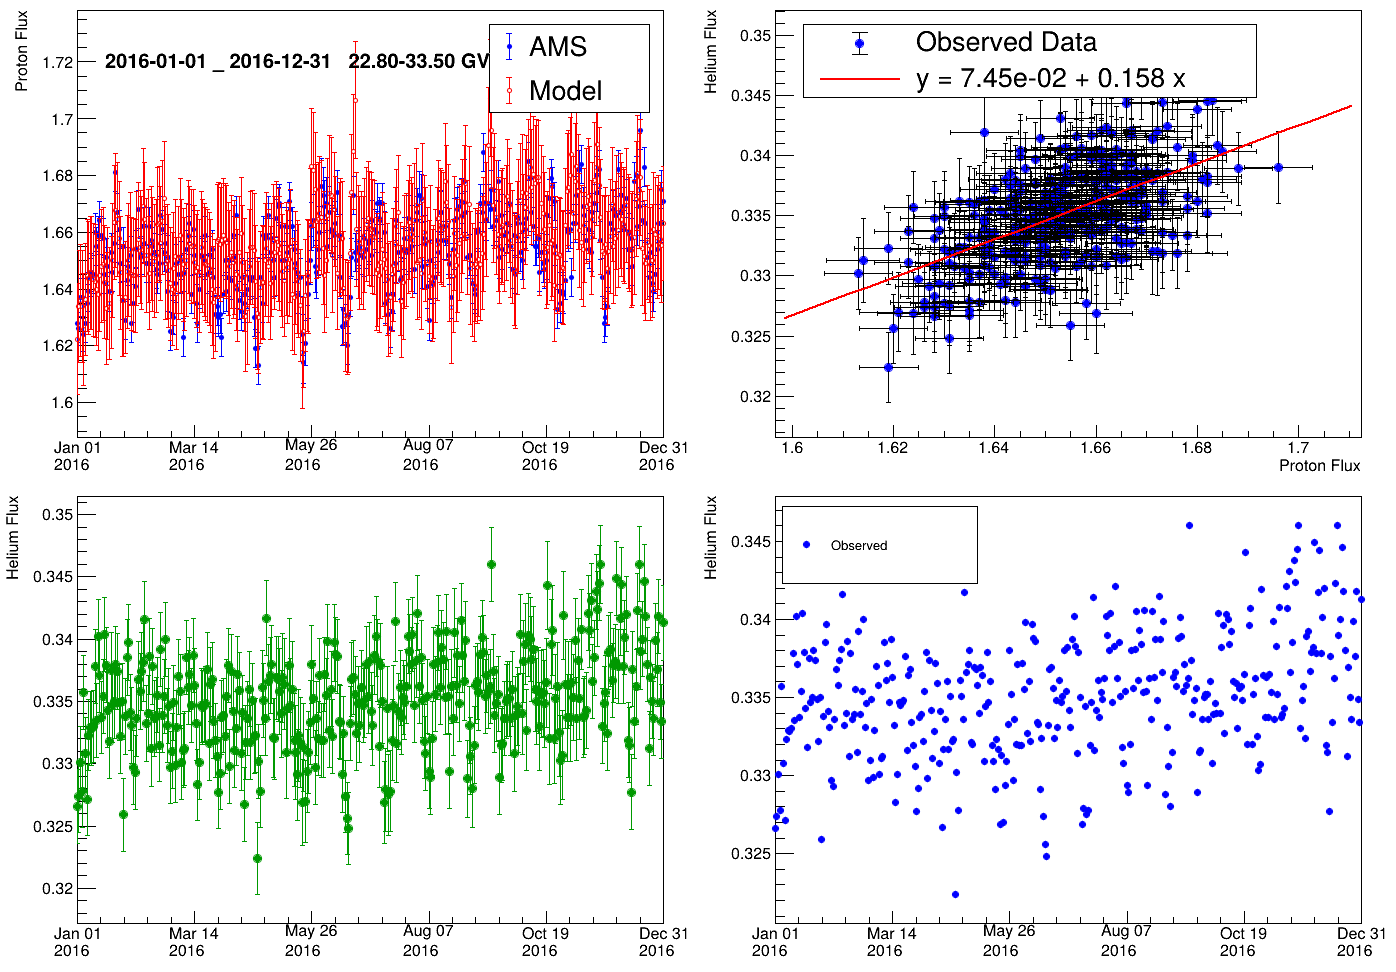 Proton Flux
2016-01-01 _ 2016-12-31 22.80-33.50 GV
AMS
Model
1.72
1.7
1.68
1.66
1.64
1.62
1.6
Jan 01 Mar 14 May 26 Aug 07 Oct 19 Dec 31
2016 2016 2016 2016 2016 2016
Helium Flux
Observed Data
y = 7.45e-02 + 0.158 x
0.35
0.345
0.34
0.335
0.33
0.325
0.32
1.6 1.62 1.64 1.66 1.68 1.7
Proton Flux
Helium Flux
0.35
0.345
0.34
0.335
0.33
0.325
0.32
Jan 01 Mar 14 May 26 Aug 07 Oct 19 Dec 31
2016 2016 2016 2016 2016 2016
Helium Flux
Observed
0.345
0.34
0.335
0.33
0.325
Jan 01 Mar 14 May 26 Aug 07 Oct 19 Dec 31
2016 2016 2016 2016 2016 2016